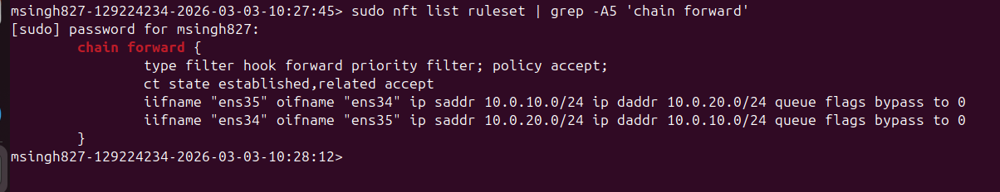 msingh827-129224234-2026-03-03-10:27:45> sudo nft list ruleset | grep -A5 'chain forward'
[sudo] password for msingh827:
chain forward {
type filter hook forward priority filter; policy accept;
ct state established,related accept
iifname "ens35" oifname "ens34" ip saddr 10.0.10.0/24 ip daddr 10.0.20.0/24 queue flags bypass to 0
iifname "ens34" oifname "ens35" ip saddr 10.0.20.0/24 ip daddr 10.0.10.0/24 queue flags bypass to 0
}
msingh827-129224234-2026-03-03-10:28:12>